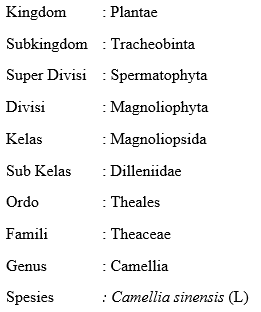 Kingdom : Plantae
Subkingdom : Tracheobinta
Super Divisi : Spermatophyta
Divisi : Magnoliophyta
Kelas : Magnoliopsida
Sub Kelas : Dilleniidae
Ordo : Theales
Famili : Theaceae
Genus : Camellia
Spesies : Camellia sinensis (L)